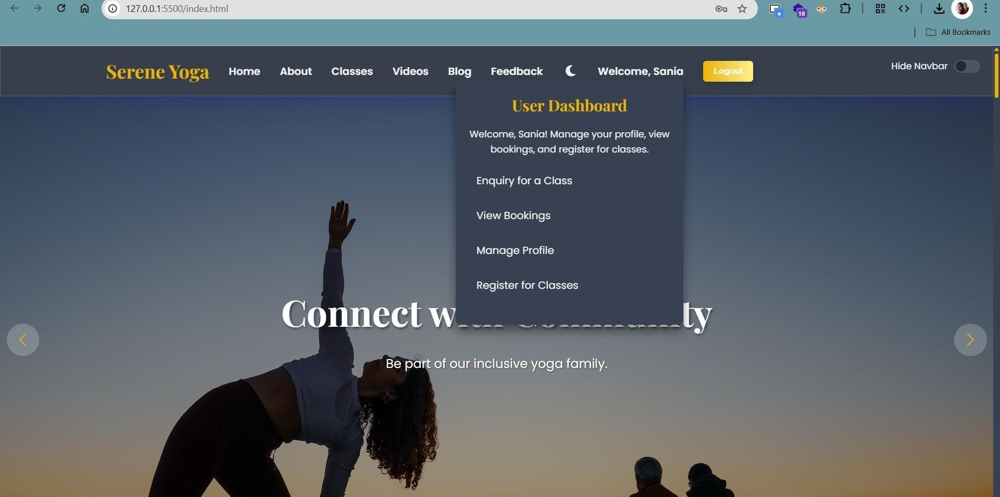 127.0.0.1:5500/index.html
18
All Bookmarks
Serene Yoga
Home
About
Classes
Videos
Blog
Feedback
Welcome, Sania
Logout
Hide Navbar
User Dashboard
Welcome, Sania! Manage your profile, view
bookings, and register for classes.
Enquiry for a Class
View Bookings
Manage Profile
Register for Classes
Connect with Community
Be part of our inclusive yoga family.